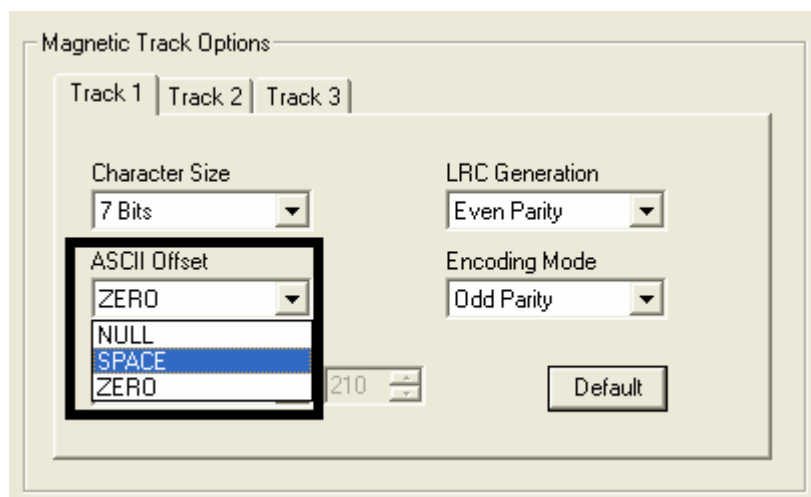 Magnetic Track Options
Track 1 Track 2 Track 3
Character Size LRC Generation
7 Bits Even Parity
ASCII Offset Encoding Mode
ZERO Odd Parity
NULL
SPACE
ZERO 210 Default